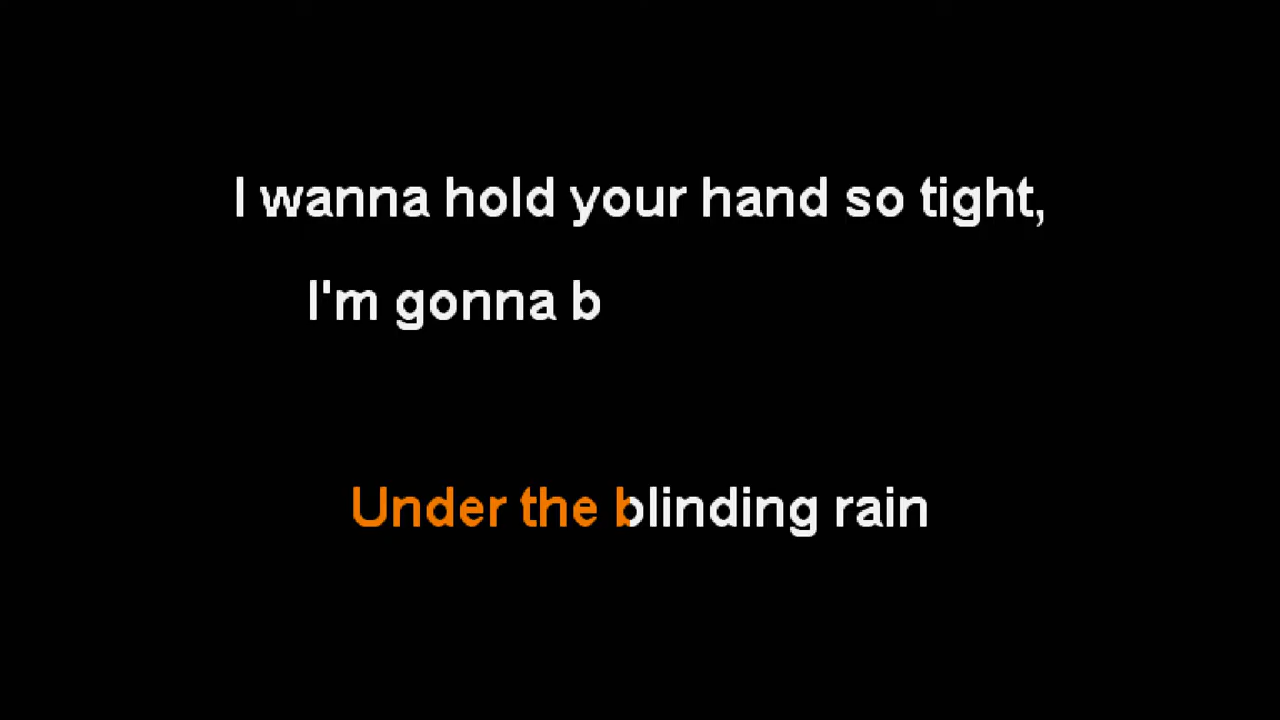 I wanna hold your hand so tight,
I'm gonna b
Under the blinding rain